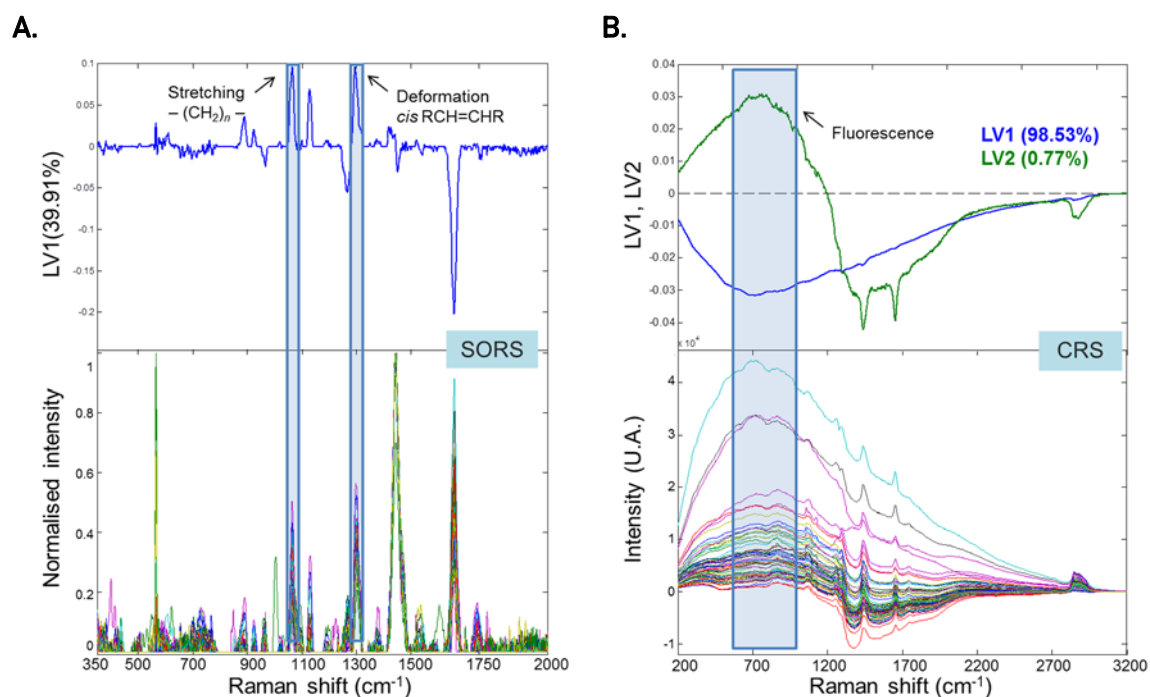 A.
B.
0.1
0.05
0
-0.05
-0.1
-0.15
-0.2
LV1(39.91%)
Stretching
– (CH₂)ₙ –
Deformation
cis RCH=CHR
SORS
1
0.8
0.6
0.4
0.2
0
Normalised intensity
350 500 700 900 1100 1300 1500 1750 2000
Raman shift (cm⁻¹)
0.04
0.03
0.02
0.01
0
-0.01
-0.02
-0.03
-0.04
LV1, LV2
Fluorescence
LV1 (98.53%)
LV2 (0.77%)
x 10⁴
CRS
4
3
2
1
0
-1
Intensity (U.A.)
200 700 1200 1700 2200 2700 3200
Raman shift (cm⁻¹)